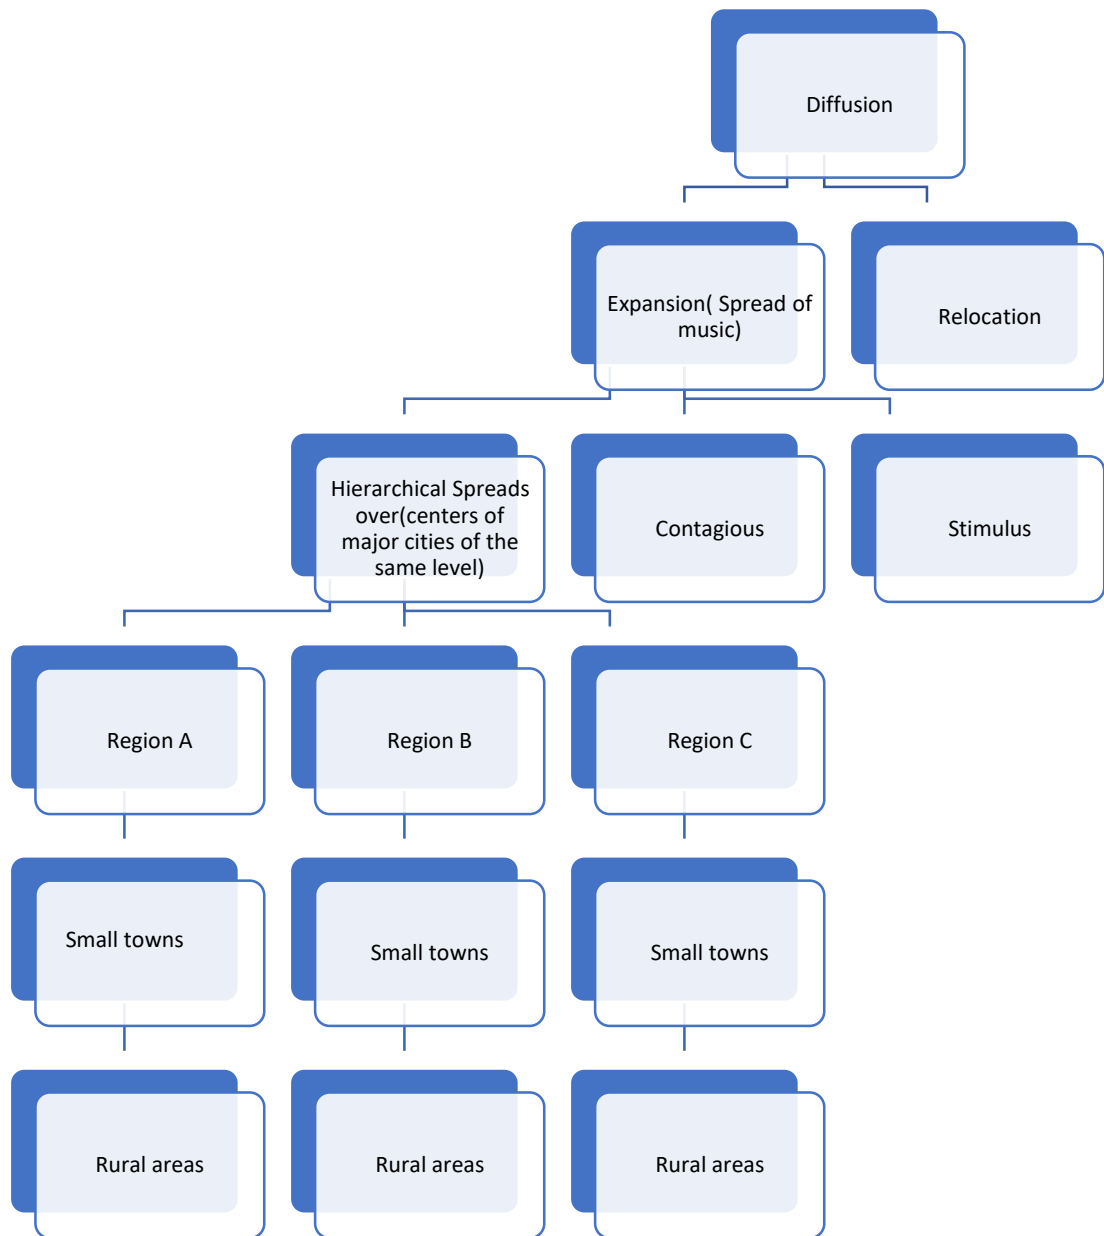 Diffusion
Expansion( Spread of
music)
Relocation
Hierarchical Spreads
over(centers of
major cities of the
same level)
Contagious
Stimulus
Region A
Region B
Region C
Small towns
Small towns
Small towns
Rural areas
Rural areas
Rural areas